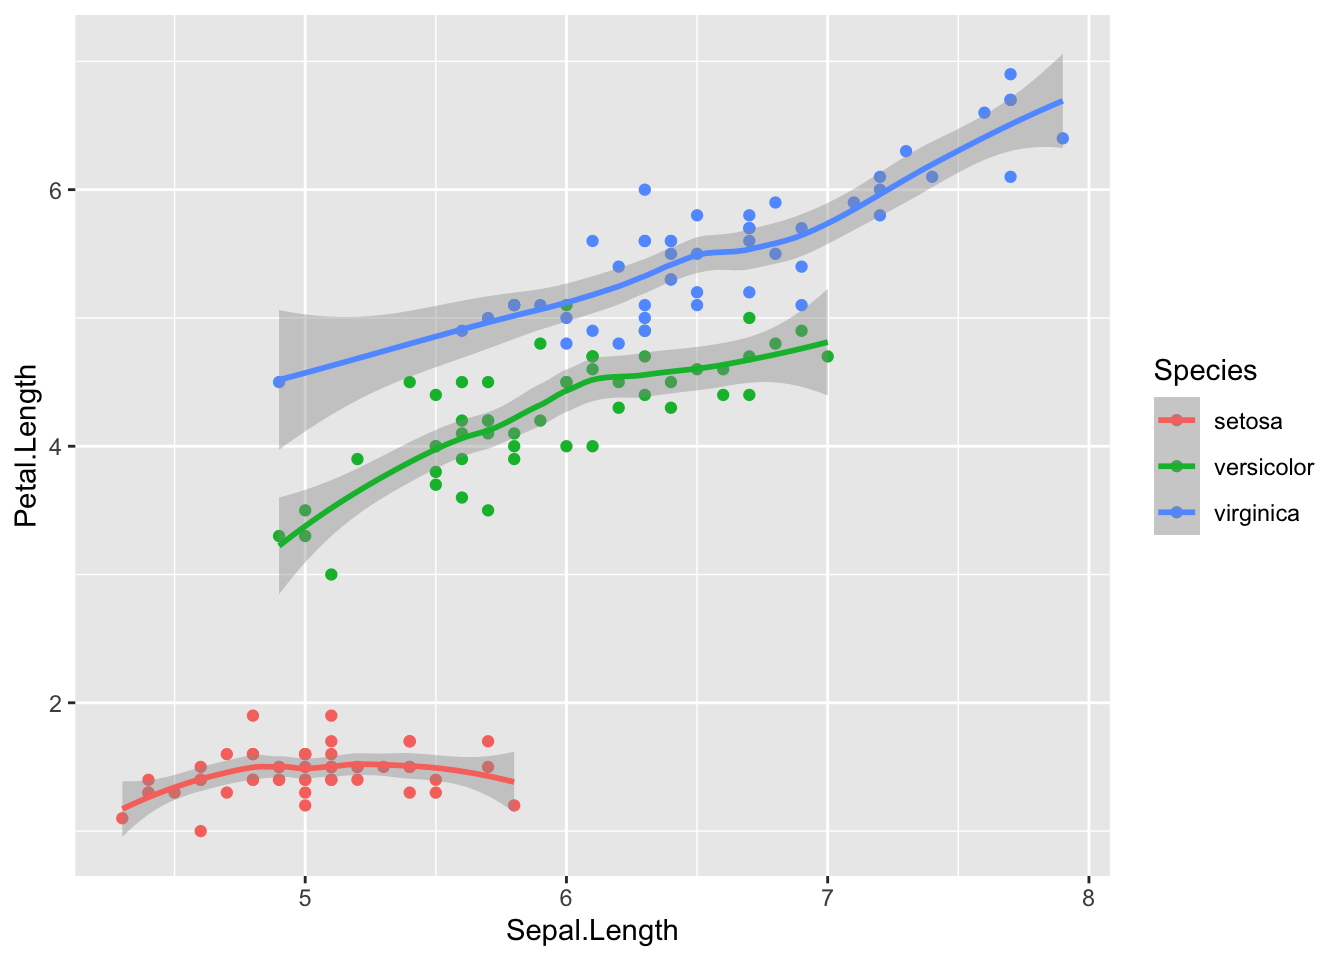 Petal.Length
6
4
2
5 6 7 8
Sepal.Length
Species
setosa
versicolor
virginica